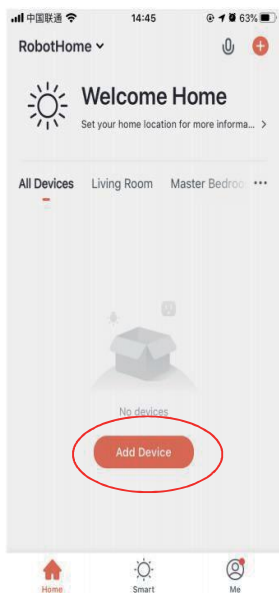 中国联通 14:45 63%
RobotHome
Welcome Home
Set your home location for more informa... >
All Devices Living Room Master Bedroo ...
No devices
Add Device
Home Smart Me